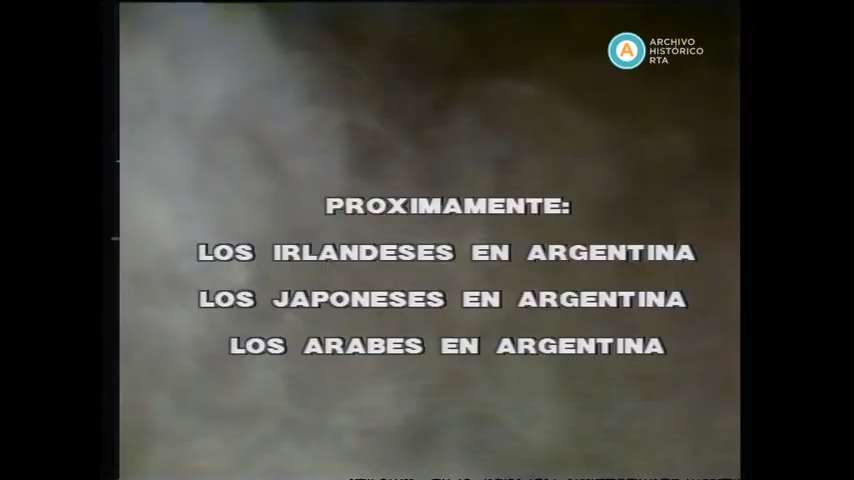 A
ARCHIVO
HISTÓRICO
RTA
PROXIMAMENTE:
LOS IRLANDESES EN ARGENTINA
LOS JAPONESES EN ARGENTINA
LOS ARABES EN ARGENTINA